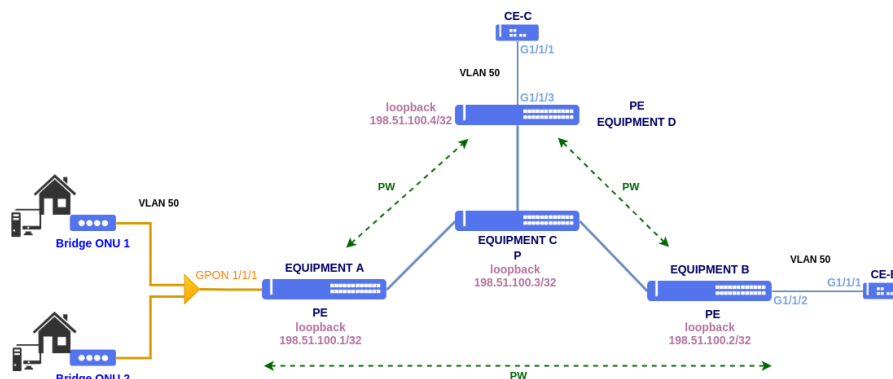 CE-C
G1/1/1
VLAN 50
G1/1/3
loopback
198.51.100.4/32
PE
EQUIPMENT D
PW
PW
VLAN 50
Bridge ONU 1
GPON 1/1/1
EQUIPMENT A
PE
loopback
198.51.100.1/32
EQUIPMENT C
P
loopback
198.51.100.3/32
EQUIPMENT B
PE
loopback
198.51.100.2/32
VLAN 50
G1/1/1
G1/1/2
Bridge ONU 2
PW